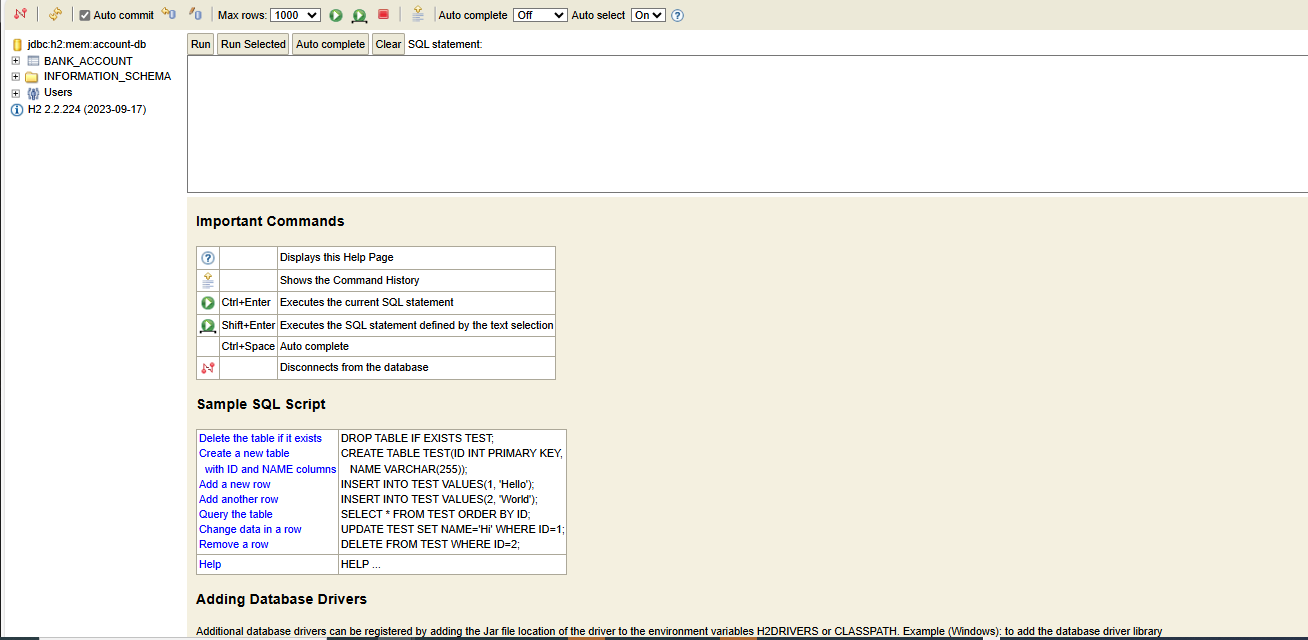 Auto commit Max rows: 1000 Auto complete Off Auto select On ?
jdbc:h2:mem:account-db
BANK_ACCOUNT
INFORMATION_SCHEMA
Users
H2 2.2.224 (2023-09-17)
Run Run Selected Auto complete Clear SQL statement:
Important Commands
? Displays this Help Page
Shows the Command History
Ctrl+Enter Executes the current SQL statement
Shift+Enter Executes the SQL statement defined by the text selection
Ctrl+Space Auto complete
Disconnects from the database
Sample SQL Script
Delete the table if it exists DROP TABLE IF EXISTS TEST;
Create a new table CREATE TABLE TEST(ID INT PRIMARY KEY,
with ID and NAME columns NAME VARCHAR(255));
Add a new row INSERT INTO TEST VALUES(1, 'Hello');
Add another row INSERT INTO TEST VALUES(2, 'World');
Query the table SELECT * FROM TEST ORDER BY ID;
Change data in a row UPDATE TEST SET NAME='Hi' WHERE ID=1;
Remove a row DELETE FROM TEST WHERE ID=2;
Help HELP ...
Adding Database Drivers
Additional database drivers can be registered by adding the Jar file location of the driver to the environment variables H2DRIVERS or CLASSPATH. Example (Windows): to add the database driver library